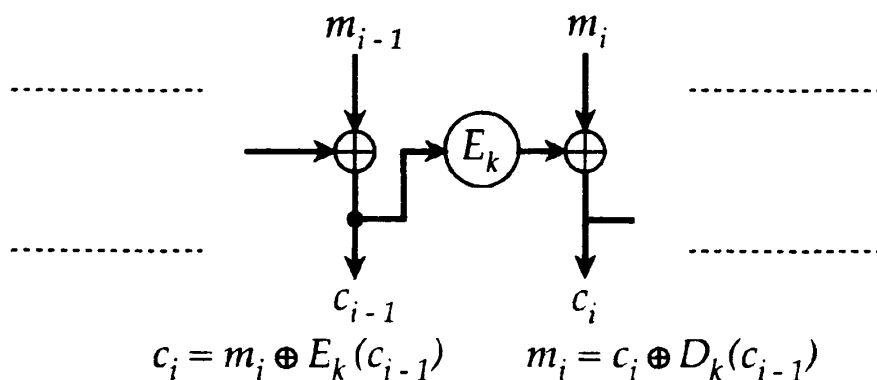 m_{i-1} m_i
E_k
c_{i-1} c_i
c_i = m_i ⊕ E_k(c_{i-1}) m_i = c_i ⊕ D_k(c_{i-1})